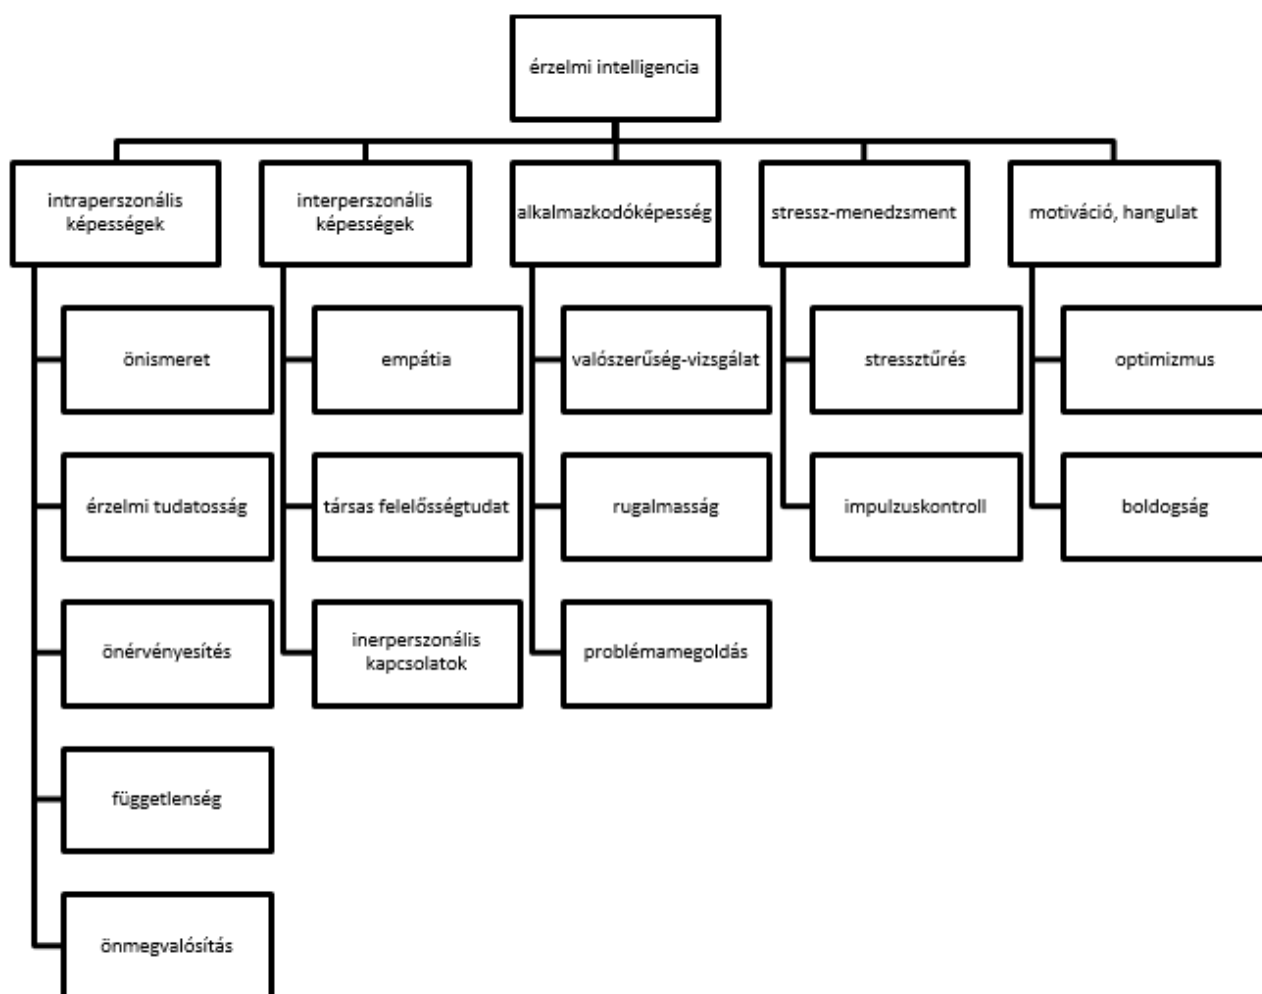 érzelmi intelligencia
intraperszonális
képességek
interperszonális
képességek
alkalmazkodóképesség
stressz-menedzsment
motiváció, hangulat
önismeret
empátia
valószerűség-vizsgálat
stressztűrés
optimizmus
érzelmi tudatosság
társas felelősségtudat
rugalmasság
impulzuskontroll
boldogság
önérvényesítés
inerperszonális
kapcsolatok
problémamegoldás
függetlenség
önmegvalósítás